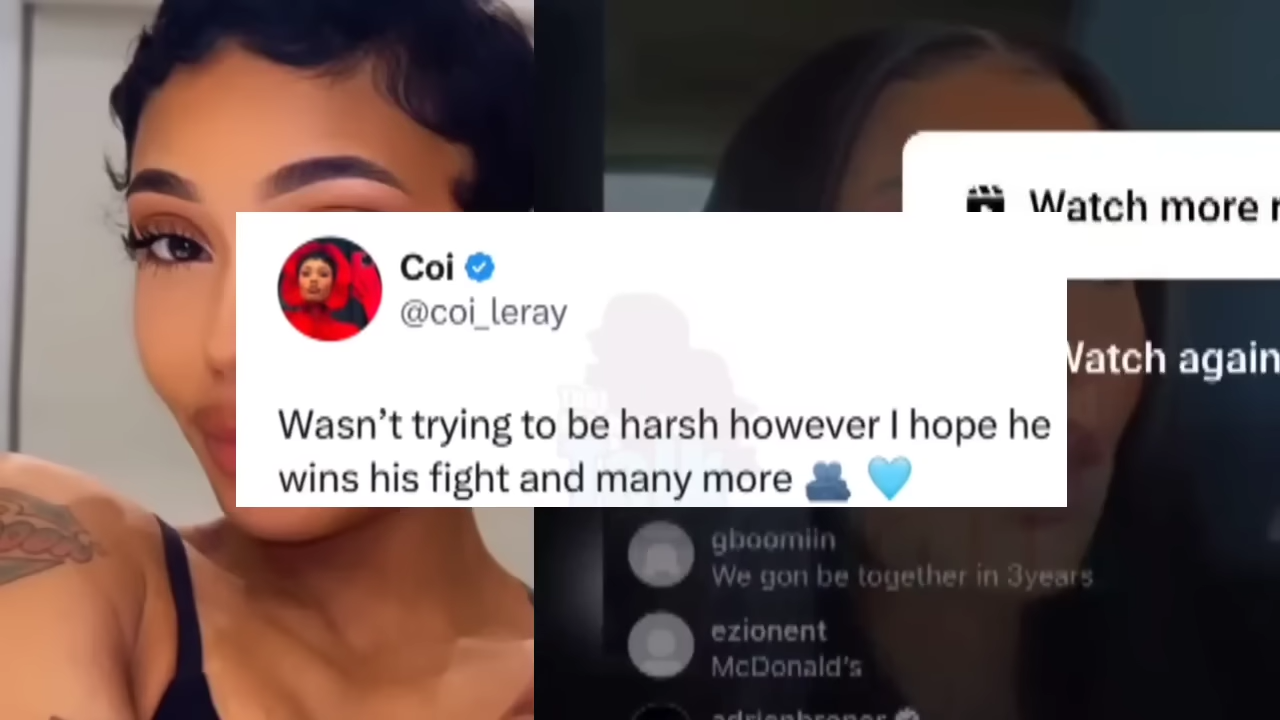 Coi
@coi_leray
Wasn’t trying to be harsh however I hope he
wins his fight and many more 🫂 🩵
Watch more
Watch again
gboomiin
We gon be together in 3years
ezionent
McDonald's